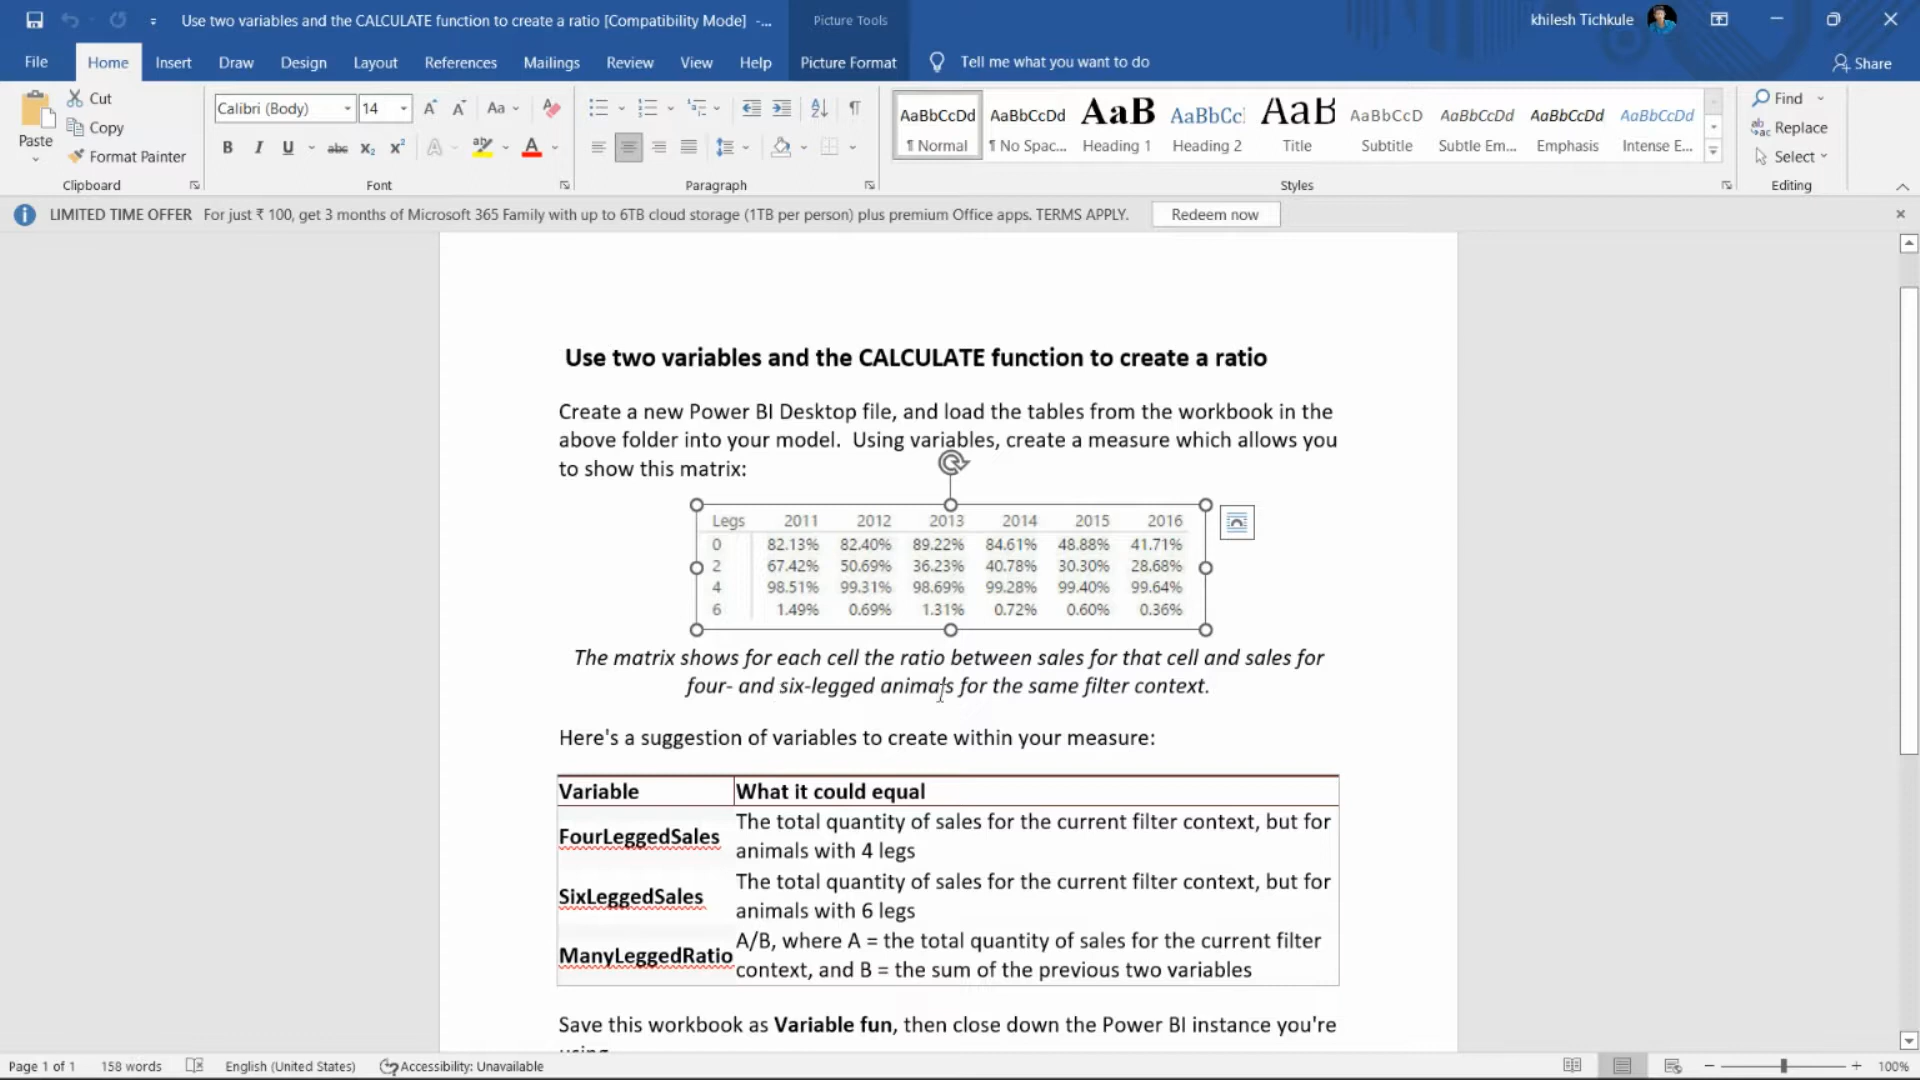 Use two variables and the CALCULATE function to create a ratio [Compatibility Mode] -...
Picture Tools
khilesh Tichkule
File
Home
Insert
Draw
Design
Layout
References
Mailings
Review
View
Help
Picture Format
Tell me what you want to do
Share
Paste
Cut
Copy
Format Painter
Clipboard
Calibri (Body)
14
Font
Paragraph
AaBbCcDd
¶ Normal
AaBbCcDd
¶ No Spac...
AaB
Heading 1
AaBbCc
Heading 2
AaB
Title
AaBbCcD
Subtitle
AaBbCcDd
Subtle Em...
AaBbCcDd
Emphasis
AaBbCcDd
Intense E...
Styles
Find
Replace
Select
Editing
LIMITED TIME OFFER For just ₹ 100, get 3 months of Microsoft 365 Family with up to 6TB cloud storage (1TB per person) plus premium Office apps. TERMS APPLY.
Redeem now
Use two variables and the CALCULATE function to create a ratio
Create a new Power BI Desktop file, and load the tables from the workbook in the
above folder into your model. Using variables, create a measure which allows you
to show this matrix:
Legs 2011 2012 2013 2014 2015 2016
0 82.13% 82.40% 89.22% 84.61% 48.88% 41.71%
2 67.42% 50.69% 36.23% 40.78% 30.30% 28.68%
4 98.51% 99.31% 98.69% 99.28% 99.40% 99.64%
6 1.49% 0.69% 1.31% 0.72% 0.60% 0.36%
The matrix shows for each cell the ratio between sales for that cell and sales for
four- and six-legged animals for the same filter context.
Here's a suggestion of variables to create within your measure:
Variable What it could equal
FourLeggedSales The total quantity of sales for the current filter context, but for
animals with 4 legs
SixLeggedSales The total quantity of sales for the current filter context, but for
animals with 6 legs
ManyLeggedRatio A/B, where A = the total quantity of sales for the current filter
context, and B = the sum of the previous two variables
Save this workbook as Variable fun, then close down the Power BI instance you're
using
Page 1 of 1
158 words
English (United States)
Accessibility: Unavailable
100%